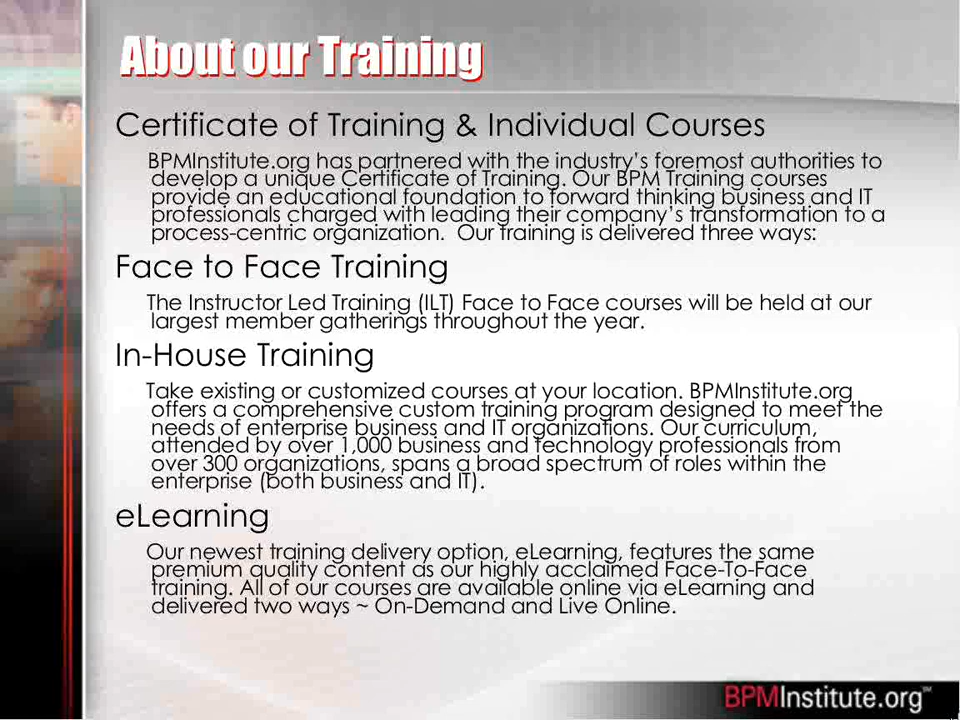 About our Training
Certificate of Training & Individual Courses
BPMInstitute.org has partnered with the industry's foremost authorities to
develop a unique Certificate of Training. Our BPM Training courses
provide an educational foundation to forward thinking business and IT
professionals charged with leading their company's transformation to a
process-centric organization.  Our training is delivered three ways:
Face to Face Training
The Instructor Led Training (ILT) Face to Face courses will be held at our
largest member gatherings throughout the year.
In-House Training
Take existing or customized courses at your location. BPMInstitute.org
offers a comprehensive custom training program designed to meet the
needs of enterprise business and IT organizations. Our curriculum,
attended by over 1,000 business and technology professionals from
over 300 organizations, spans a broad spectrum of roles within the
enterprise (both business and IT).
eLearning
Our newest training delivery option, eLearning, features the same
premium quality content as our highly acclaimed Face-To-Face
training. All of our courses are available online via eLearning and
delivered two ways ~ On-Demand and Live Online.
BPMInstitute.org™